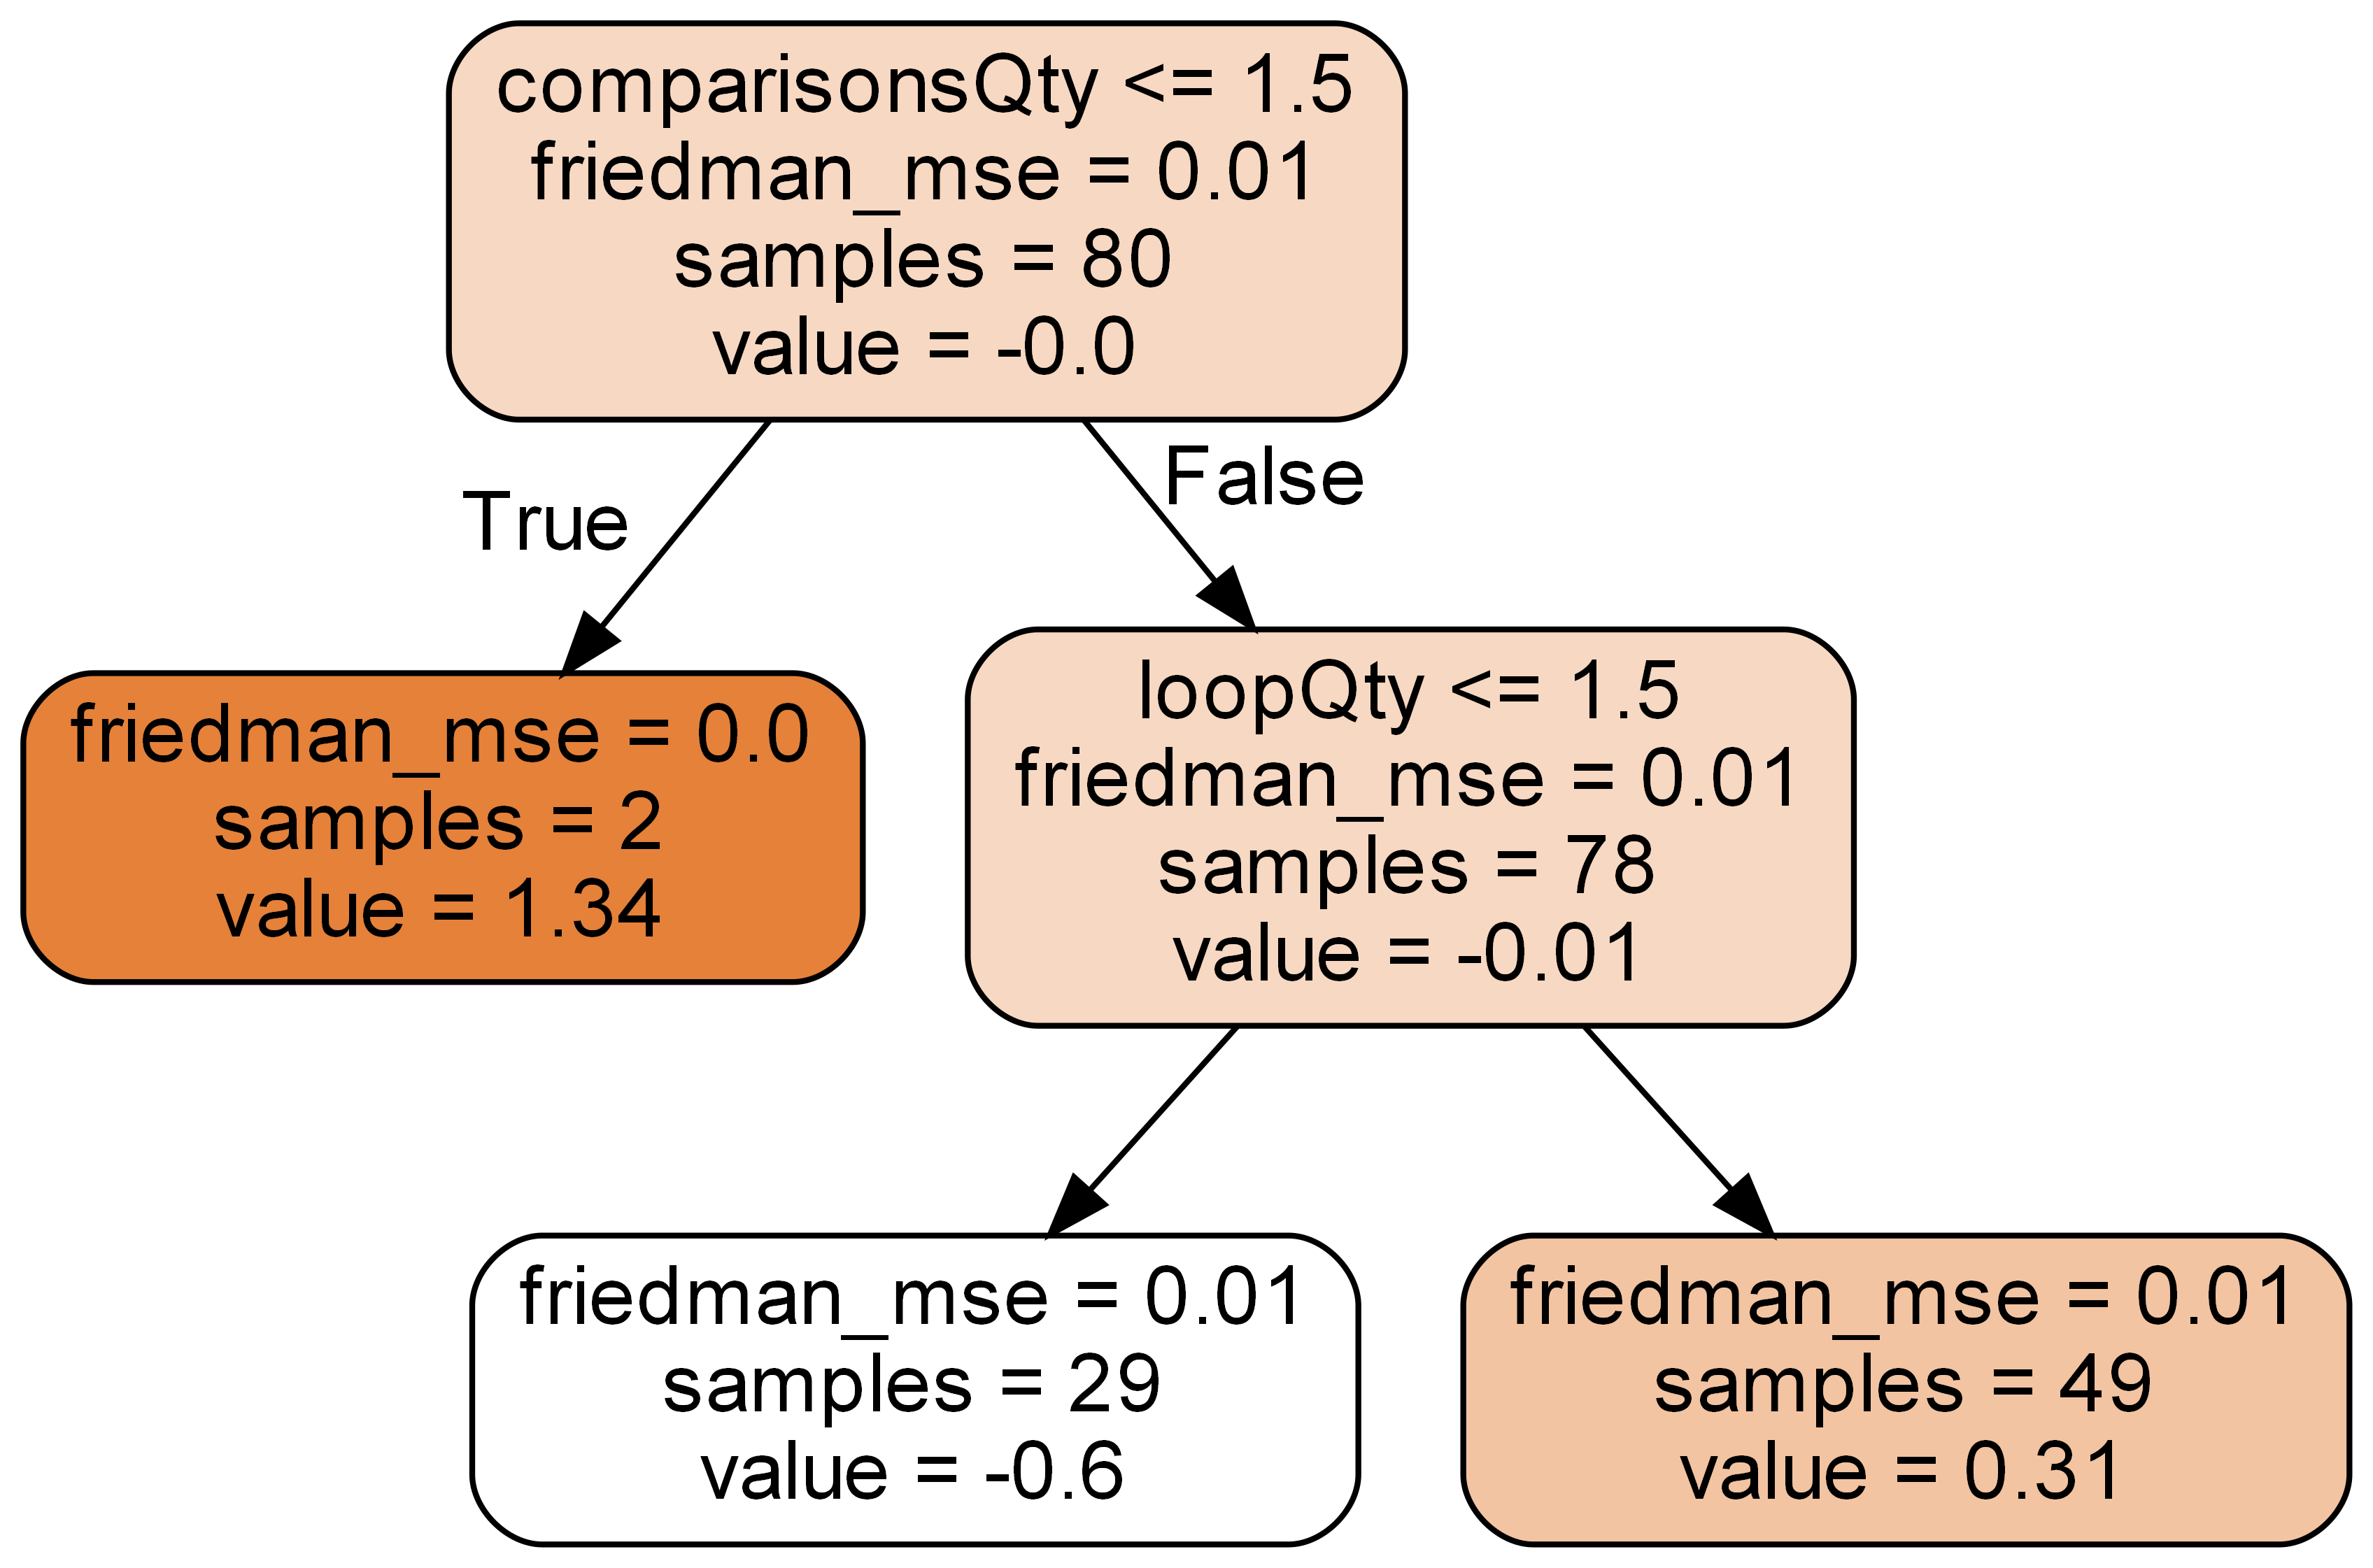 comparisonsQty <= 1.5
friedman_mse = 0.01
samples = 80
value = -0.0
True
False
friedman_mse = 0.0
samples = 2
value = 1.34
loopQty <= 1.5
friedman_mse = 0.01
samples = 78
value = -0.01
friedman_mse = 0.01
samples = 29
value = -0.6
friedman_mse = 0.01
samples = 49
value = 0.31